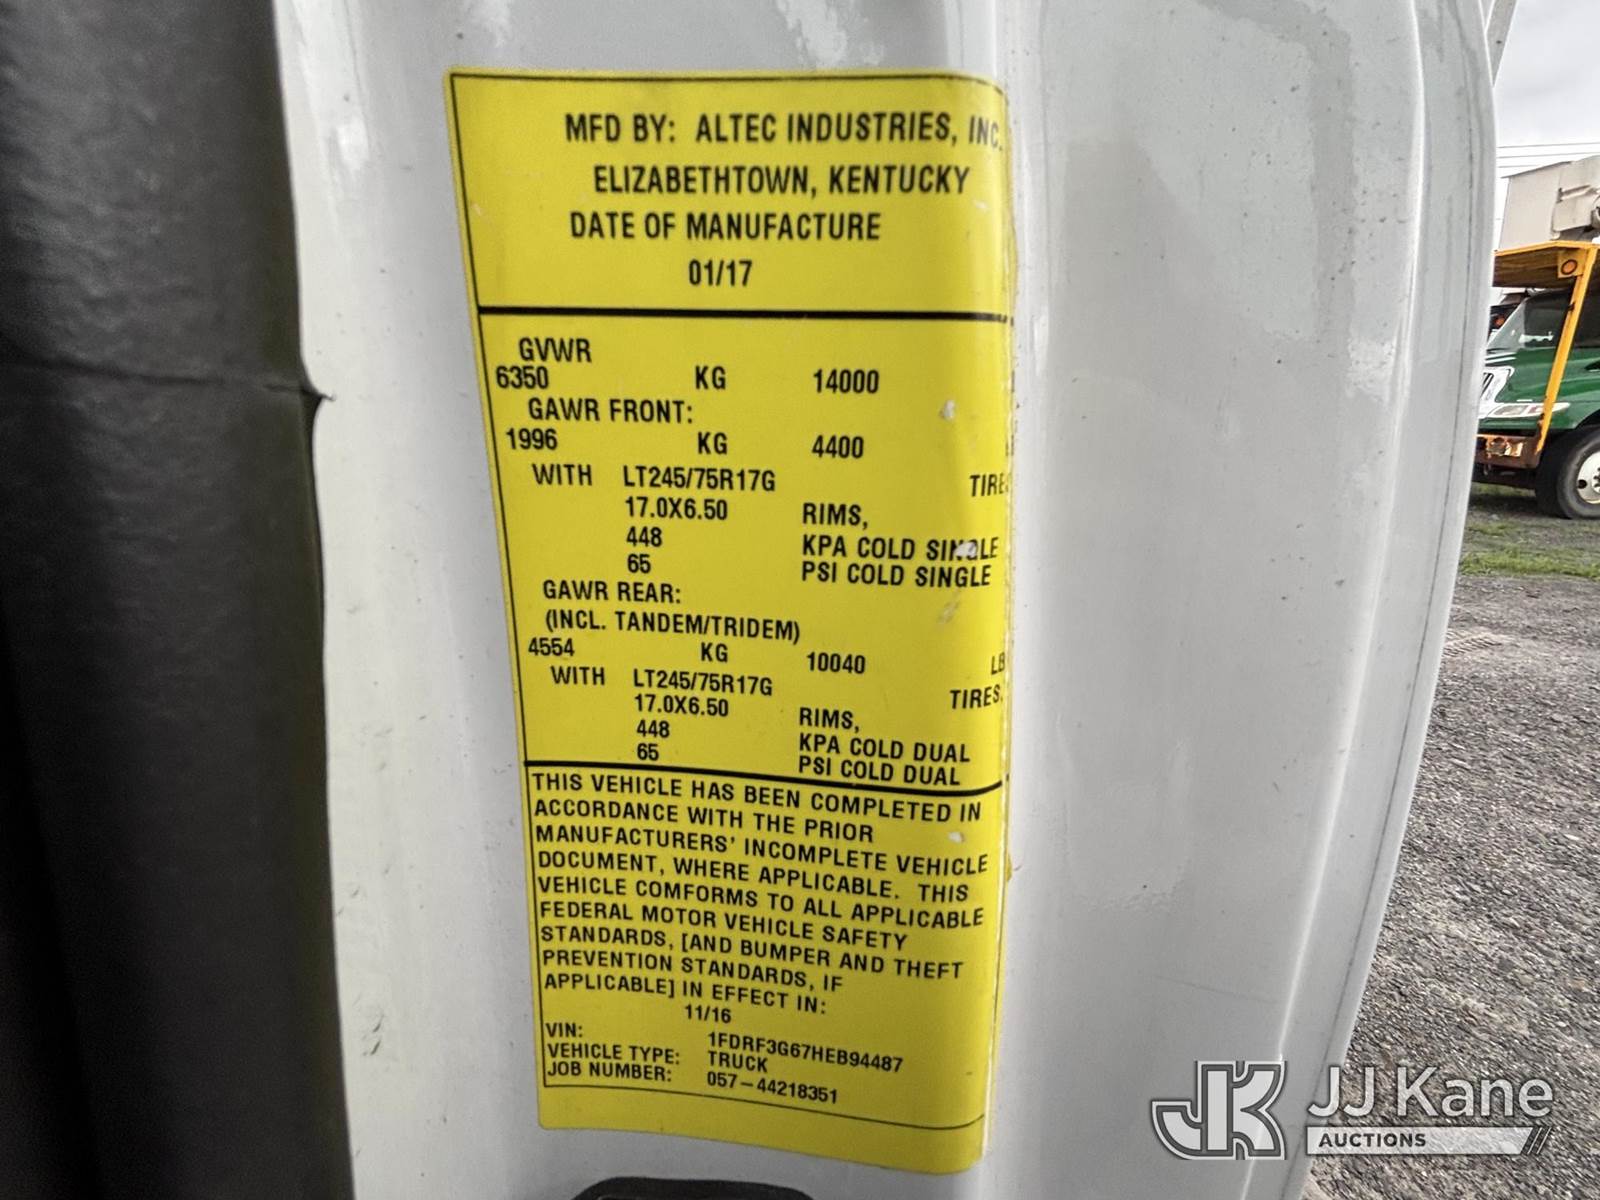 MFD BY: ALTEC INDUSTRIES, INC.
ELIZABETHTOWN, KENTUCKY
DATE OF MANUFACTURE
01/17
GVWR
6350 KG 14000
GAWR FRONT:
1996 KG 4400
WITH LT245/75R17G TIRES
17.0X6.50 RIMS,
448 KPA COLD SINGLE
65 PSI COLD SINGLE
GAWR REAR:
(INCL. TANDEM/TRIDEM)
4554 KG 10040 LB
WITH LT245/75R17G TIRES.
17.0X6.50 RIMS,
448 KPA COLD DUAL
65 PSI COLD DUAL
THIS VEHICLE HAS BEEN COMPLETED IN
ACCORDANCE WITH THE PRIOR
MANUFACTURERS' INCOMPLETE VEHICLE
DOCUMENT, WHERE APPLICABLE. THIS
VEHICLE COMFORMS TO ALL APPLICABLE
FEDERAL MOTOR VEHICLE SAFETY
STANDARDS, [AND BUMPER AND THEFT
PREVENTION STANDARDS, IF
APPLICABLE] IN EFFECT IN:
11/16
VIN: 1FDRF3G67HEB94487
VEHICLE TYPE: TRUCK
JOB NUMBER: 057-44218351
JK JJ Kane
AUCTIONS